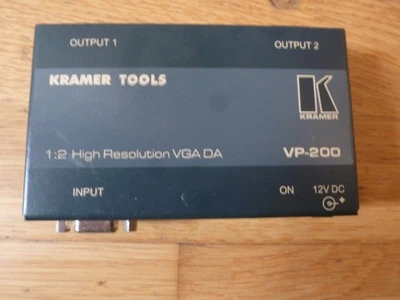 OUTPUT 1
OUTPUT 2
KRAMER TOOLS
K
KRAMER
1:2 High Resolution VGA DA
VP-200
INPUT
ON
12V DC
+